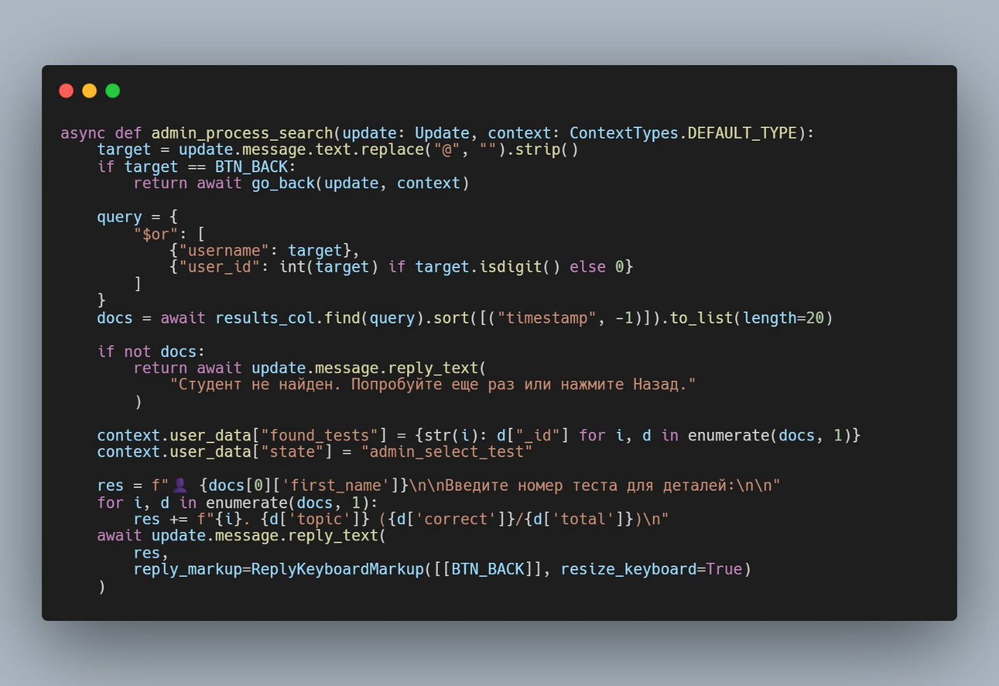 async def admin_process_search(update: Update, context: ContextTypes.DEFAULT_TYPE):
    target = update.message.text.replace("@", "").strip()
    if target == BTN_BACK:
        return await go_back(update, context)

    query = {
        "$or": [
            {"username": target},
            {"user_id": int(target) if target.isdigit() else 0}
        ]
    }
    docs = await results_col.find(query).sort([("timestamp", -1)]).to_list(length=20)

    if not docs:
        return await update.message.reply_text(
            "Студент не найден. Попробуйте еще раз или нажмите Назад."
        )

    context.user_data["found_tests"] = {str(i): d["_id"] for i, d in enumerate(docs, 1)}
    context.user_data["state"] = "admin_select_test"

    res = f"👤 {docs[0]['first_name']}\n\nВведите номер теста для деталей:\n\n"
    for i, d in enumerate(docs, 1):
        res += f"{i}. {d['topic']} ({d['correct']}/{d['total']})\n"
    await update.message.reply_text(
        res,
        reply_markup=ReplyKeyboardMarkup([[BTN_BACK]], resize_keyboard=True)
    )